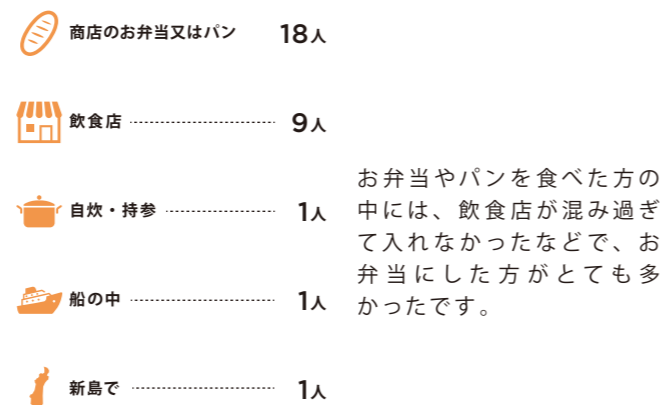 商店のお弁当又はパン 18人
飲食店 9人
自炊・持参 1人
船の中 1人
新島で 1人
お弁当やパンを食べた方の
中には、飲食店が混み過ぎ
て入れなかったなどで、お
弁当にした方がとても多
かったです。